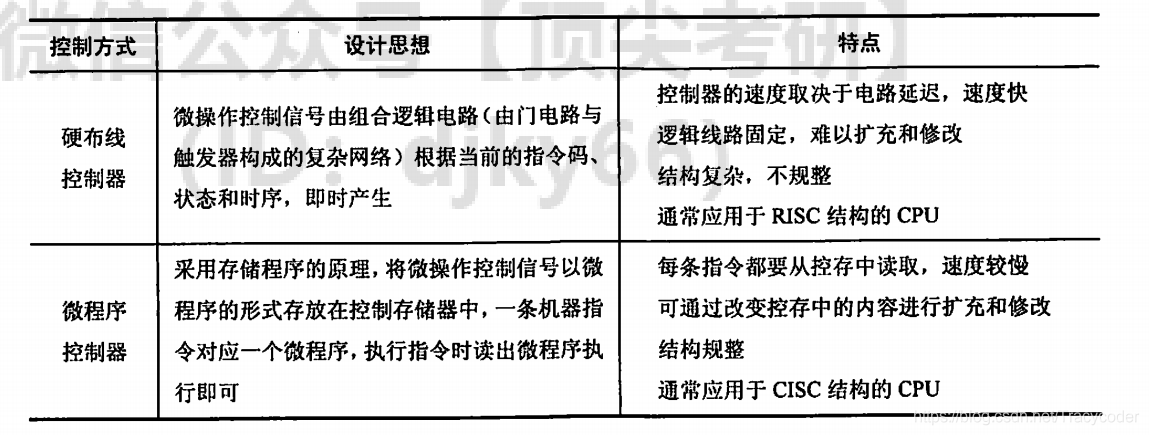 微信公众号【顶尖考研】
(ID: djky66)
控制方式 设计思想 特点
硬布线
控制器
微操作控制信号由组合逻辑电路（由门电路与
触发器构成的复杂网络）根据当前的指令码、
状态和时序，即时产生
控制器的速度取决于电路延迟，速度快
逻辑线路固定，难以扩充和修改
结构复杂，不规整
通常应用于 RISC 结构的 CPU
微程序
控制器
采用存储程序的原理，将微操作控制信号以微
程序的形式存放在控制存储器中，一条机器指
令对应一个微程序，执行指令时读出微程序执
行即可
每条指令都要从控存中读取，速度较慢
可通过改变控存中的内容进行扩充和修改
结构规整
通常应用于 CISC 结构的 CPU
https://blog.csdn.net/Tracycoder